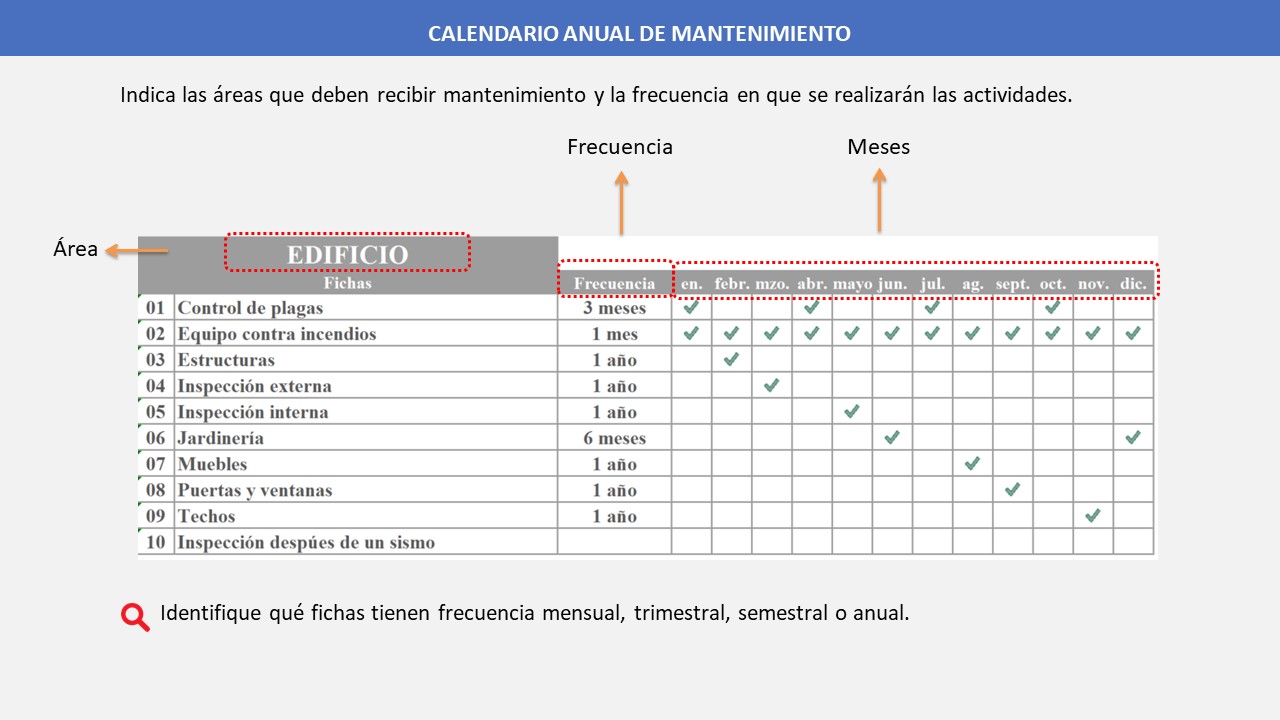 CALENDARIO ANUAL DE MANTENIMIENTO
Indica las áreas que deben recibir mantenimiento y la frecuencia en que se realizarán las actividades.
Frecuencia Meses
Área
EDIFICIO
Fichas Frecuencia en. febr. mzo. abr. mayo jun. jul. ag. sept. oct. nov. dic.
01 Control de plagas 3 meses
02 Equipo contra incendios 1 mes
03 Estructuras 1 año
04 Inspección externa 1 año
05 Inspección interna 1 año
06 Jardinería 6 meses
07 Muebles 1 año
08 Puertas y ventanas 1 año
09 Techos 1 año
10 Inspección despúes de un sismo
Identifique qué fichas tienen frecuencia mensual, trimestral, semestral o anual.